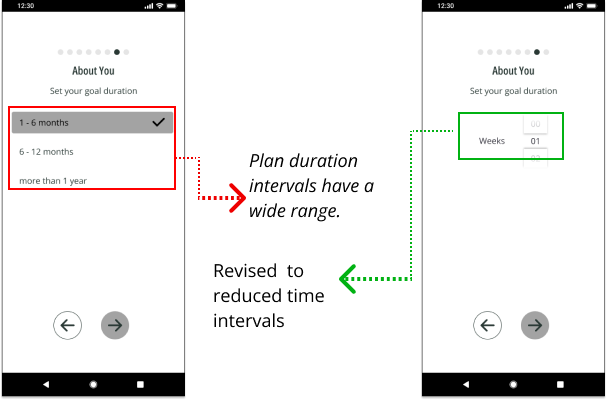 12:30
About You
Set your goal duration
1 - 6 months
6 - 12 months
more than 1 year
Plan duration
intervals have a
wide range.
Revised to
reduced time
intervals
12:30
About You
Set your goal duration
00
Weeks 01